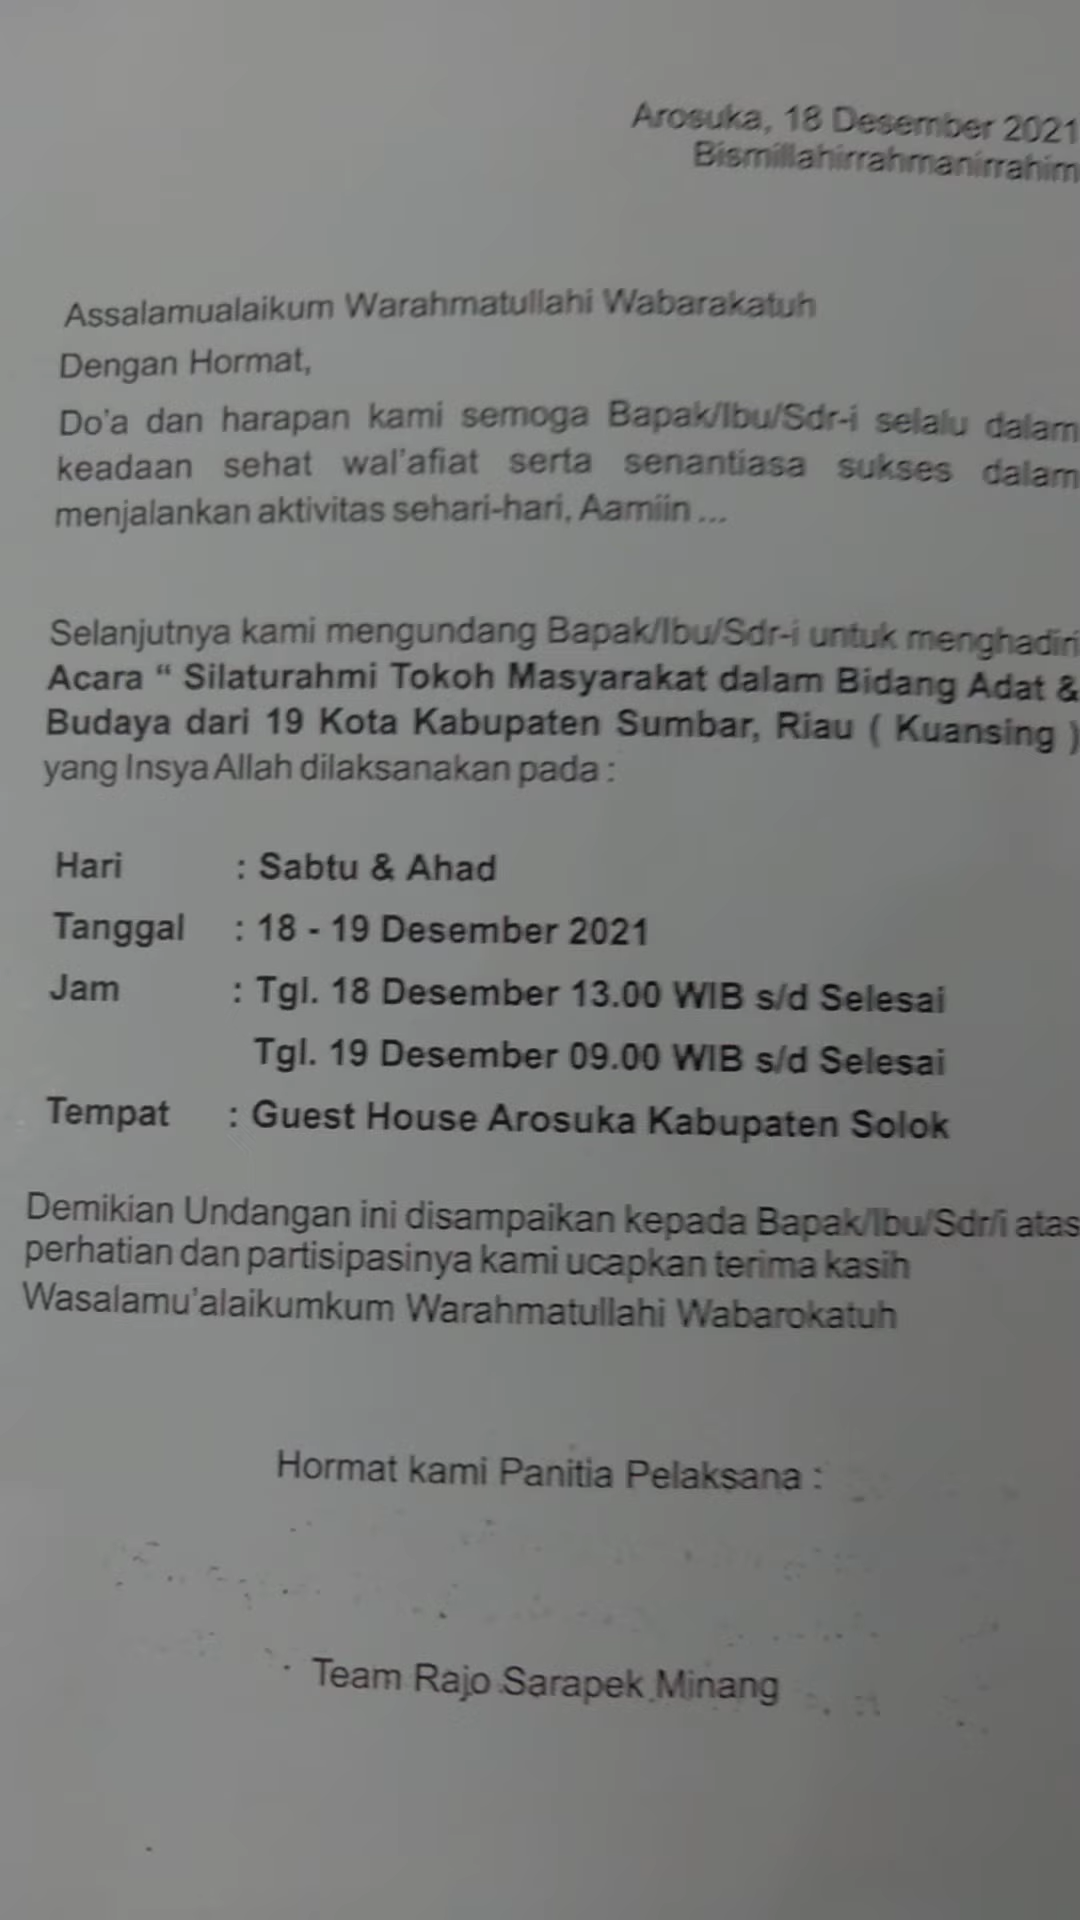 Arosuka, 18 Desember 2021
Bismillahirrahmanirrahim
Assalamualaikum Warahmatullahi Wabarakatuh
Dengan Hormat,
Do'a dan harapan kami semoga Bapak/Ibu/Sdr-i selalu dalam
keadaan sehat wal'afiat serta senantiasa sukses dalam
menjalankan aktivitas sehari-hari, Aamiin ...
Selanjutnya kami mengundang Bapak/Ibu/Sdr-i untuk menghadiri
Acara “ Silaturahmi Tokoh Masyarakat dalam Bidang Adat &
Budaya dari 19 Kota Kabupaten Sumbar, Riau ( Kuansing )
yang Insya Allah dilaksanakan pada :
Hari : Sabtu & Ahad
Tanggal : 18 - 19 Desember 2021
Jam : Tgl. 18 Desember 13.00 WIB s/d Selesai
Tgl. 19 Desember 09.00 WIB s/d Selesai
Tempat : Guest House Arosuka Kabupaten Solok
Demikian Undangan ini disampaikan kepada Bapak/Ibu/Sdr/i atas
perhatian dan partisipasinya kami ucapkan terima kasih
Wasalamu'alaikumkum Warahmatullahi Wabarokatuh
Hormat kami Panitia Pelaksana :
Team Rajo Sarapek Minang